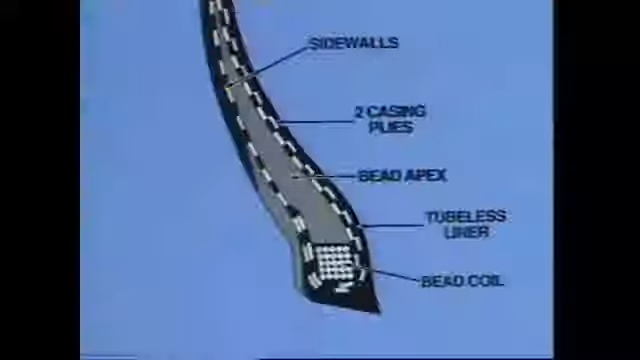 SIDEWALLS
2 CASING
PLIES
BEAD APEX
TUBELESS
LINER
BEAD COIL